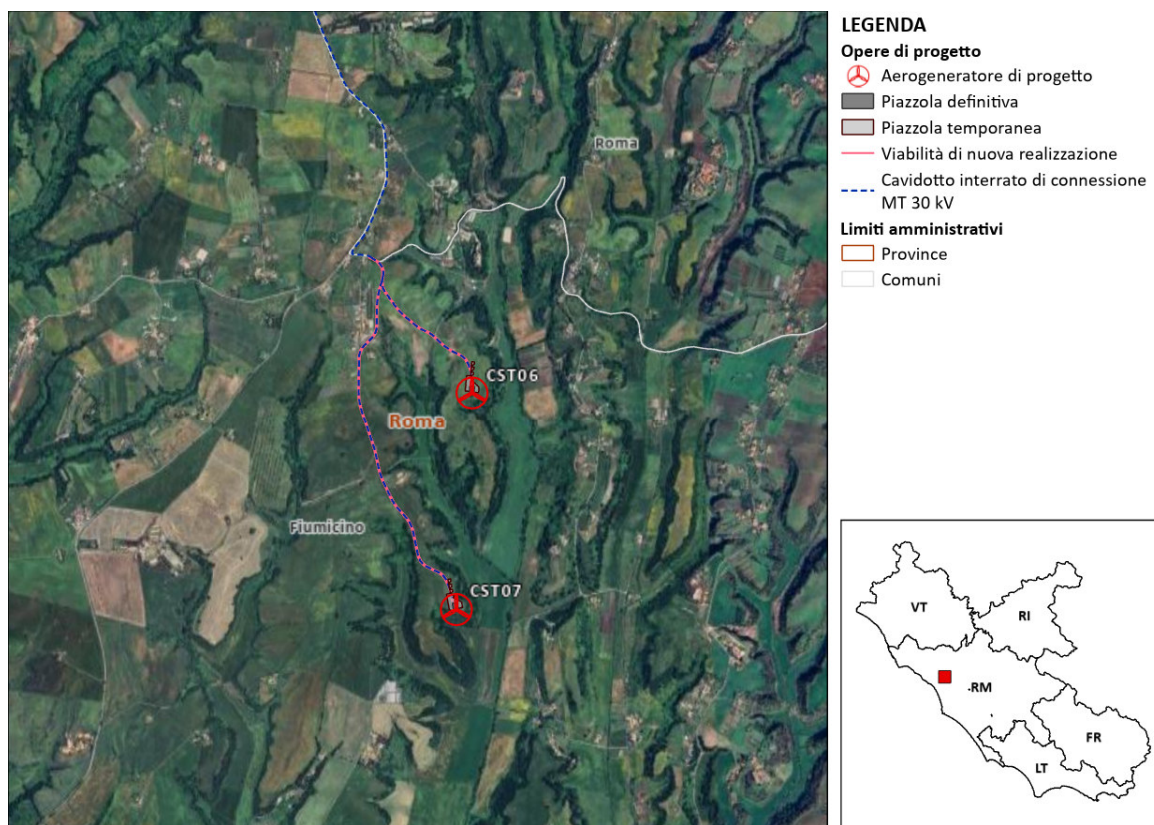 Roma
CST06
Roma
Fiumicino
CST07
LEGENDA
Opere di progetto
Aerogeneratore di progetto
Piazzola definitiva
Piazzola temporanea
Viabilità di nuova realizzazione
Cavidotto interrato di connessione
MT 30 kV
Limiti amministrativi
Province
Comuni
VT
RI
RM
FR
LT